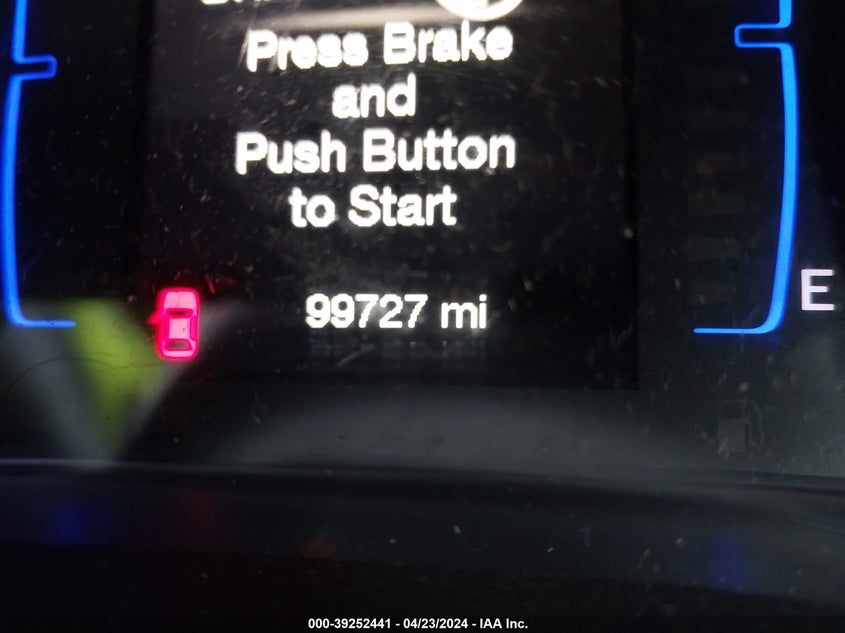 Press Brake
and
Push Button
to Start
99727 mi
E
000-39252441 - 04/23/2024 - IAA Inc.